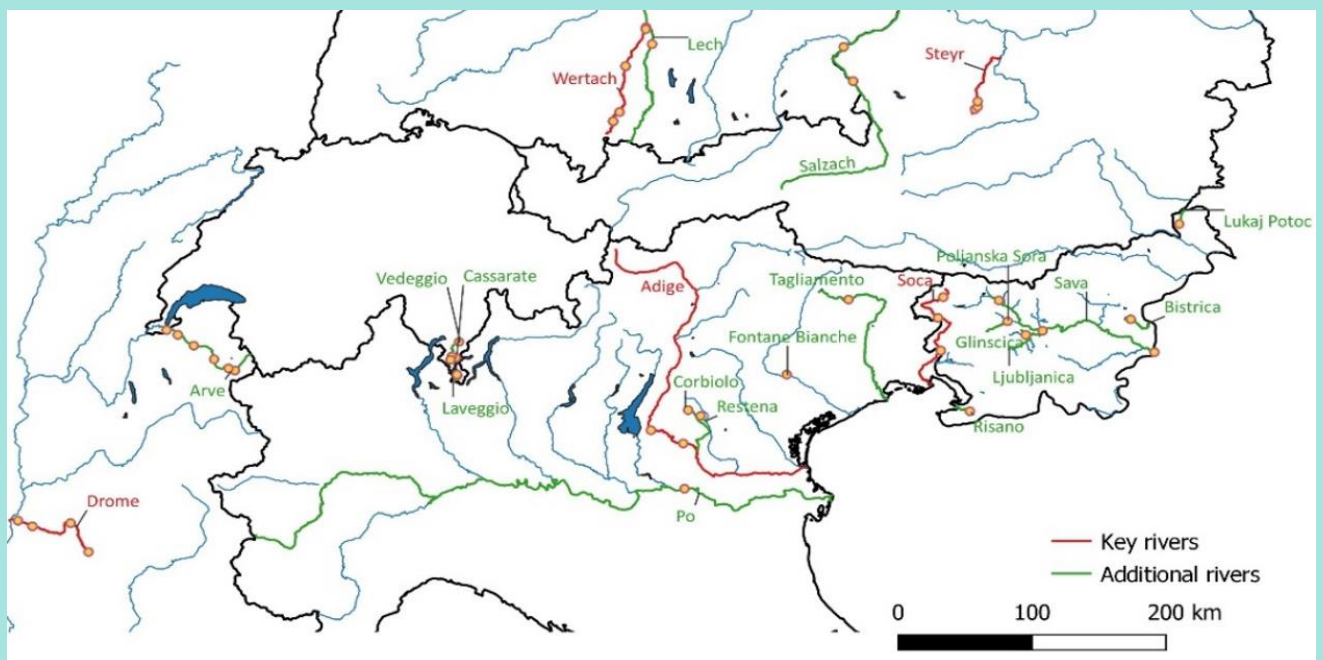 Lech
Steyr
Wertach
Salzach
Lukaj Potoc
Poljanska Sora
Vedeggio
Cassarate
Tagliamento
Soca
Sava
Adige
Bistrica
Fontane Bianche
Glinscica
Arve
Corbiolo
Ljubljanica
Laveggio
Restena
Risano
Drome
Po
Key rivers
Additional rivers
0 100 200 km